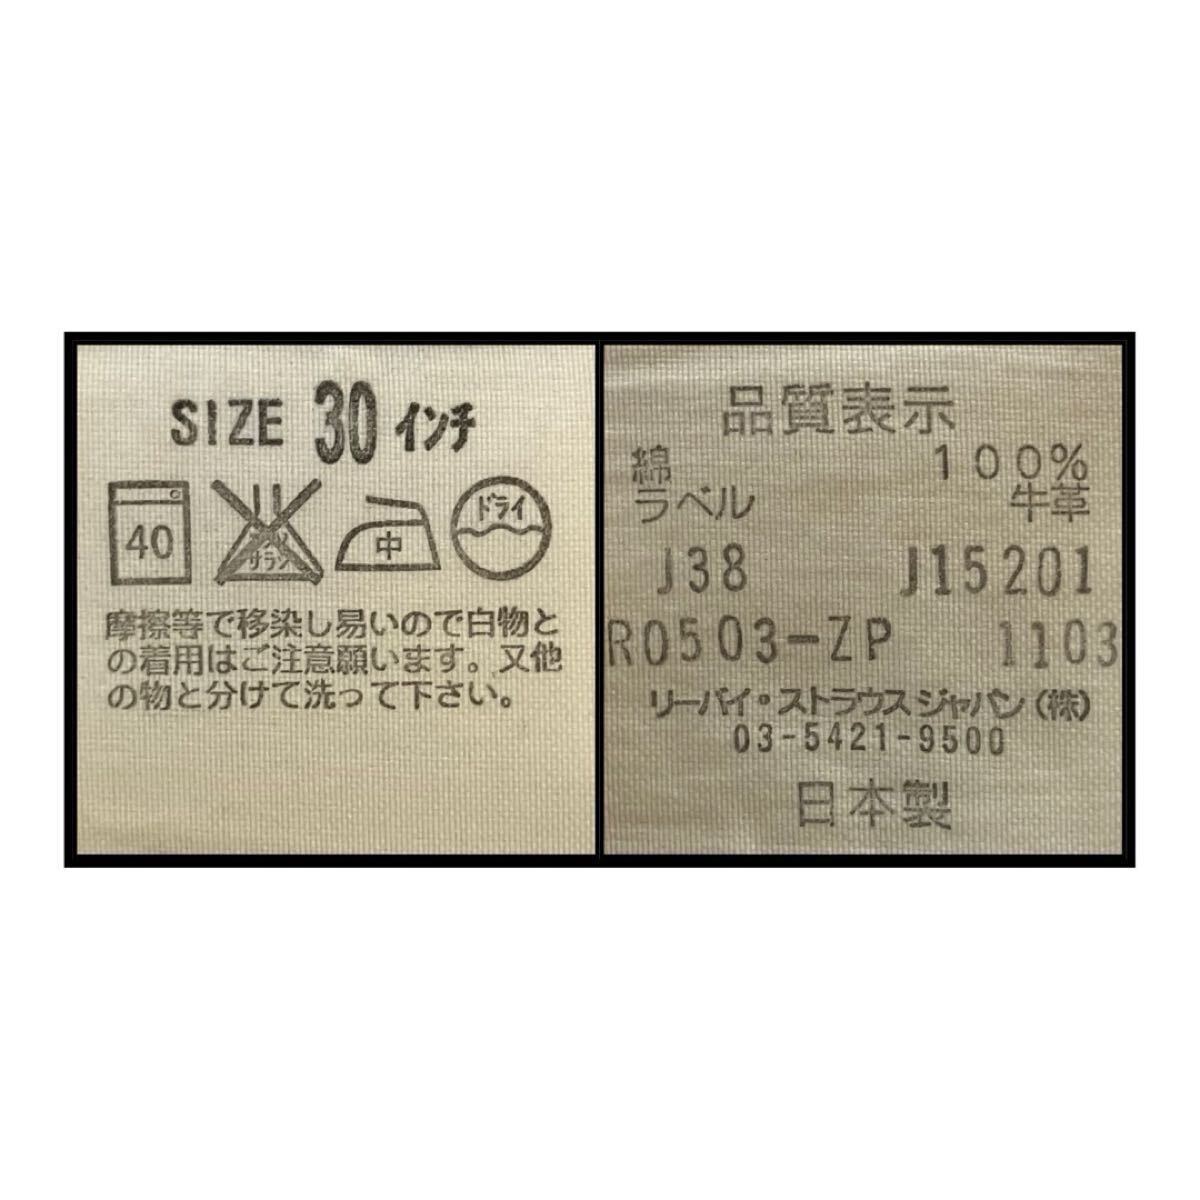 SIZE 30 インチ
40
エンソ
サラシ
中
ドライ
摩擦等で移染し易いので白物と
の着用はご注意願います。又他
の物と分けて洗って下さい。
品質表示
綿 100%
ラベル 牛革
J38 J15201
R0503-ZP 1103
リーバイ・ストラウス ジャパン(株)
03-5421-9500
日本製